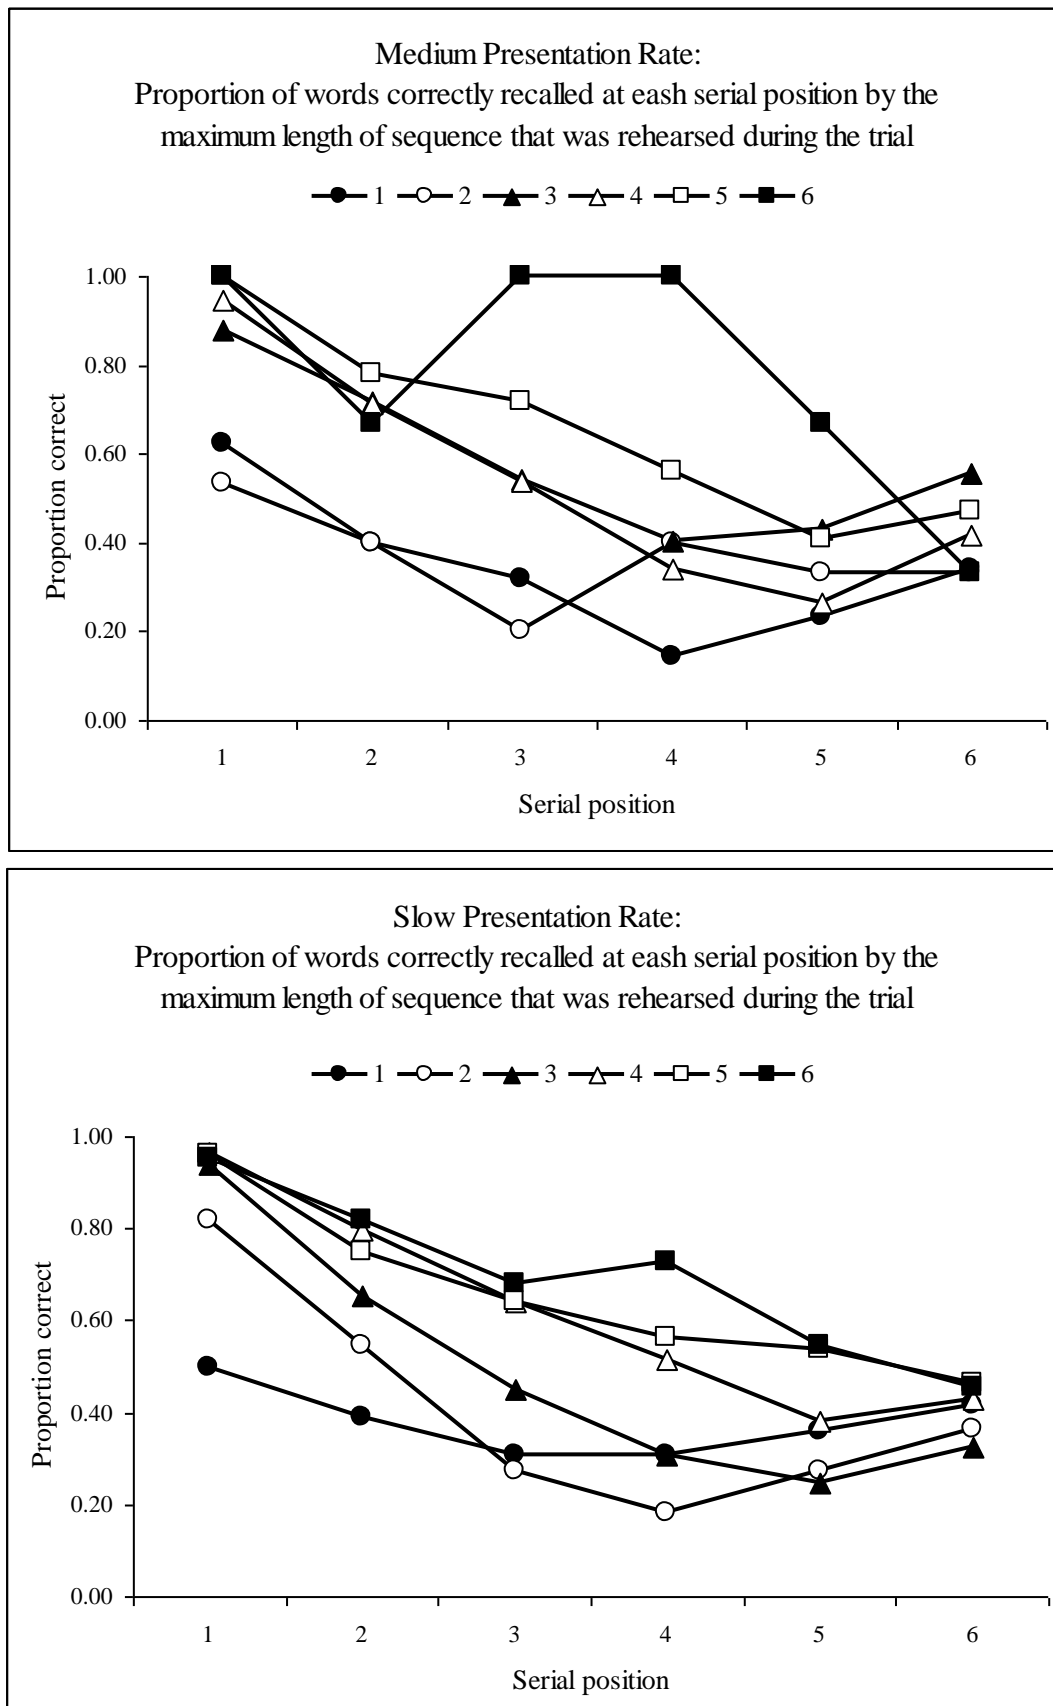 Medium Presentation Rate:
Proportion of words correctly recalled at eash serial position by the
maximum length of sequence that was rehearsed during the trial
1 2 3 4 5 6
1.00
0.80
0.60
0.40
0.20
0.00
Proportion correct
1 2 3 4 5 6
Serial position
Slow Presentation Rate:
Proportion of words correctly recalled at eash serial position by the
maximum length of sequence that was rehearsed during the trial
1 2 3 4 5 6
1.00
0.80
0.60
0.40
0.20
0.00
Proportion correct
1 2 3 4 5 6
Serial position